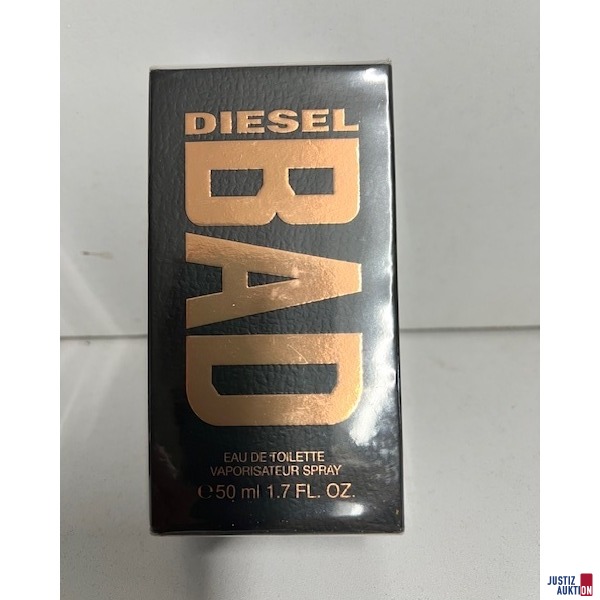 DIESEL
BAD
EAU DE TOILETTE
VAPORISATEUR SPRAY
℮50 ml 1.7 FL. OZ.
JUSTIZ
AUKTION